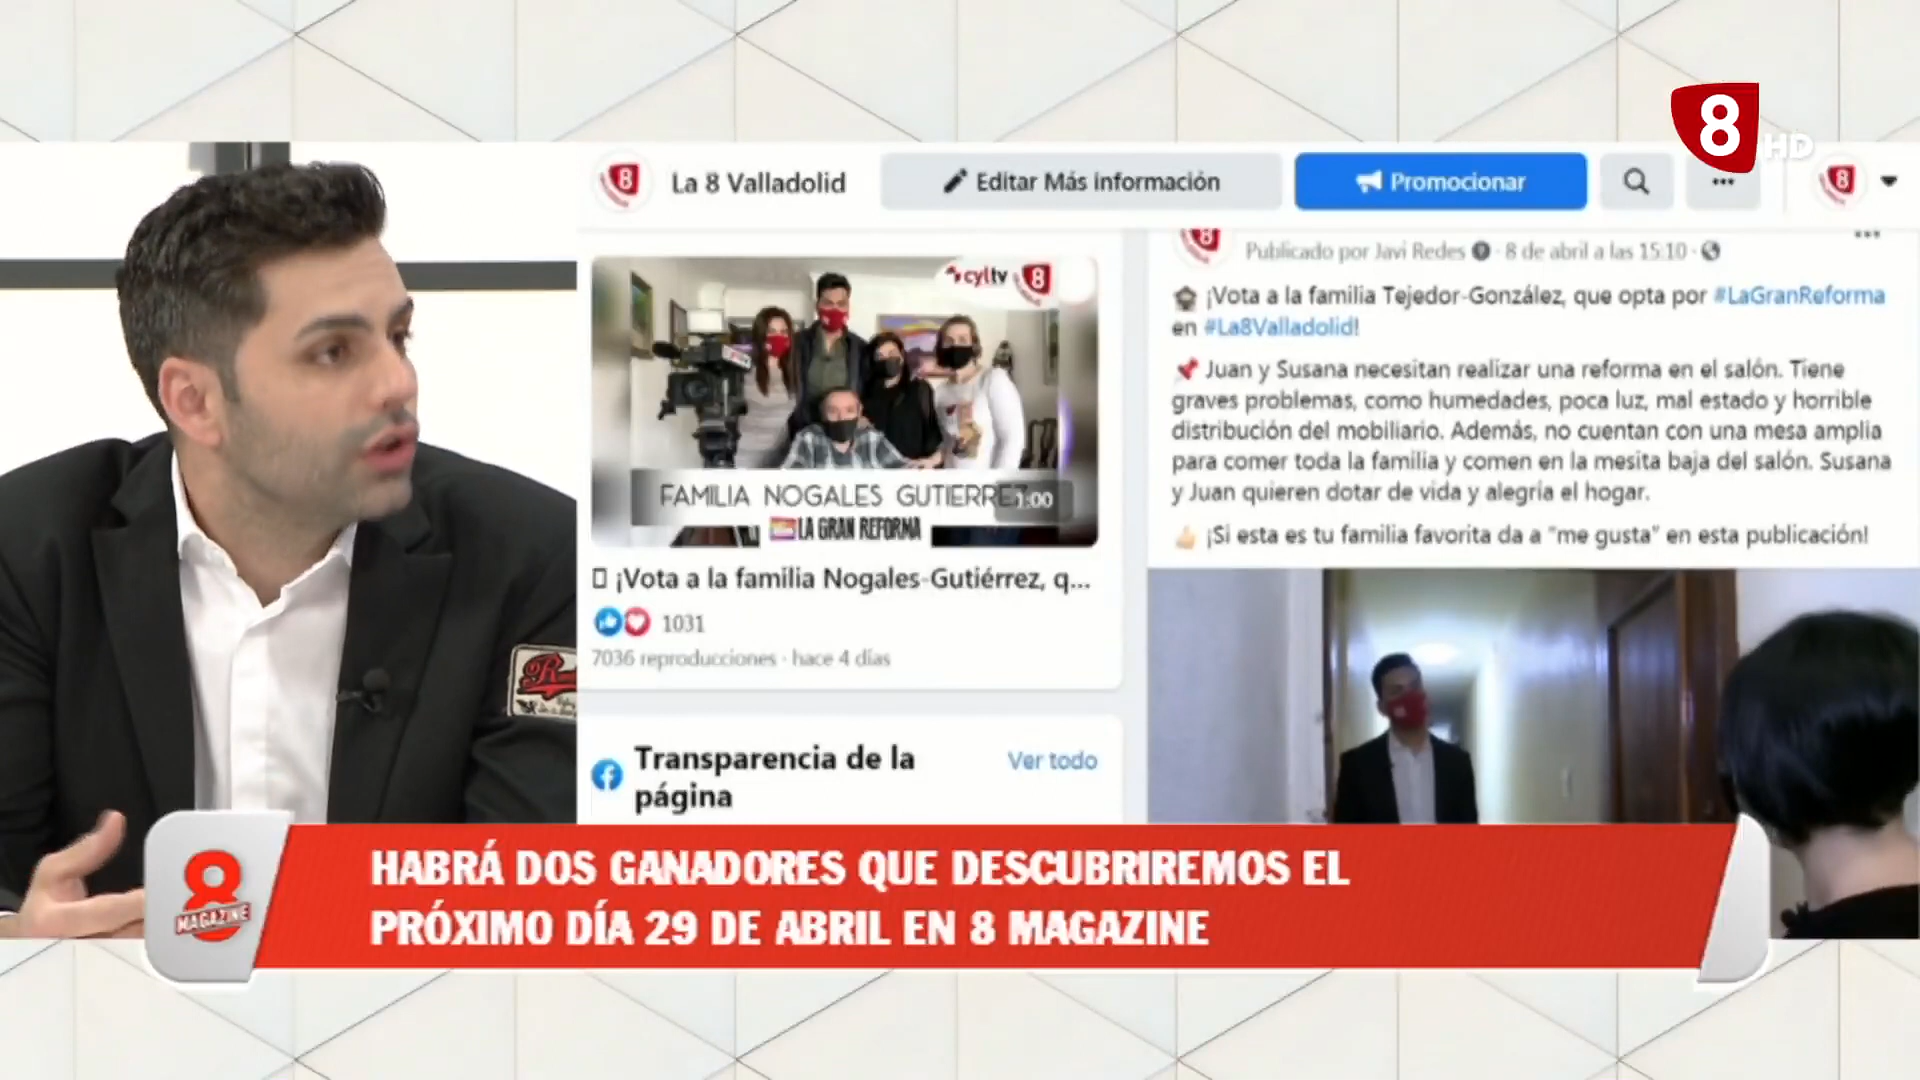 8 HD
8
La 8 Valladolid
Editar Más información
Promocionar
8
cyltv 8
FAMILIA NOGALES GUTIERREZ
1:00
LA GRAN REFORMA
¡Vota a la familia Nogales-Gutiérrez, q...
1031
7036 reproducciones · hace 4 días
Transparencia de la
página
Ver todo
8
Publicado por Javi Redes · 8 de abril a las 15:10 ·
¡Vota a la familia Tejedor-González, que opta por #LaGranReforma
en #La8Valladolid!
Juan y Susana necesitan realizar una reforma en el salón. Tiene
graves problemas, como humedades, poca luz, mal estado y horrible
distribución del mobiliario. Además, no cuentan con una mesa amplia
para comer toda la familia y comen en la mesita baja del salón. Susana
y Juan quieren dotar de vida y alegría el hogar.
¡Si esta es tu familia favorita da a "me gusta" en esta publicación!
8
MAGAZINE
HABRÁ DOS GANADORES QUE DESCUBRIREMOS EL
PRÓXIMO DÍA 29 DE ABRIL EN 8 MAGAZINE